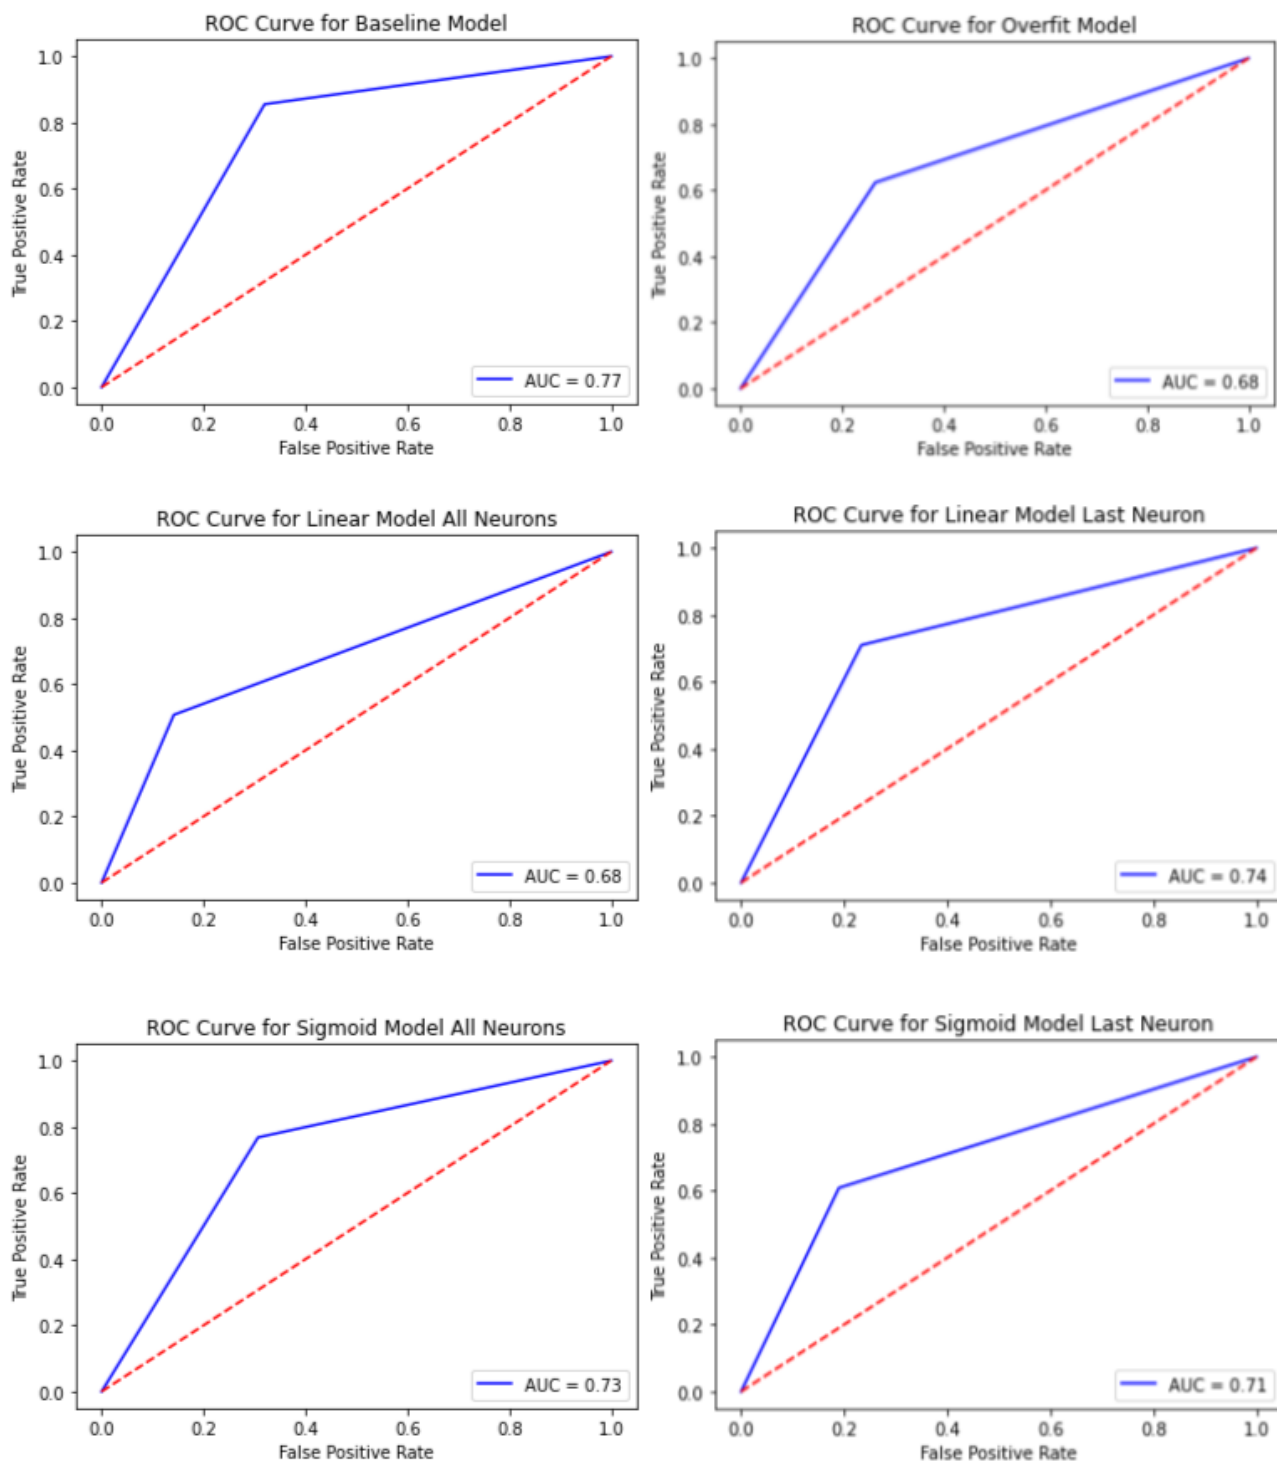 ROC Curve for Baseline Model
True Positive Rate
1.0
0.8
0.6
0.4
0.2
0.0
AUC = 0.77
0.0 0.2 0.4 0.6 0.8 1.0
False Positive Rate
ROC Curve for Overfit Model
True Positive Rate
1.0
0.8
0.6
0.4
0.2
0.0
AUC = 0.68
0.0 0.2 0.4 0.6 0.8 1.0
False Positive Rate
ROC Curve for Linear Model All Neurons
True Positive Rate
1.0
0.8
0.6
0.4
0.2
0.0
AUC = 0.68
0.0 0.2 0.4 0.6 0.8 1.0
False Positive Rate
ROC Curve for Linear Model Last Neuron
True Positive Rate
1.0
0.8
0.6
0.4
0.2
0.0
AUC = 0.74
0.0 0.2 0.4 0.6 0.8 1.0
False Positive Rate
ROC Curve for Sigmoid Model All Neurons
True Positive Rate
1.0
0.8
0.6
0.4
0.2
0.0
AUC = 0.73
0.0 0.2 0.4 0.6 0.8 1.0
False Positive Rate
ROC Curve for Sigmoid Model Last Neuron
True Positive Rate
1.0
0.8
0.6
0.4
0.2
0.0
AUC = 0.71
0.0 0.2 0.4 0.6 0.8 1.0
False Positive Rate